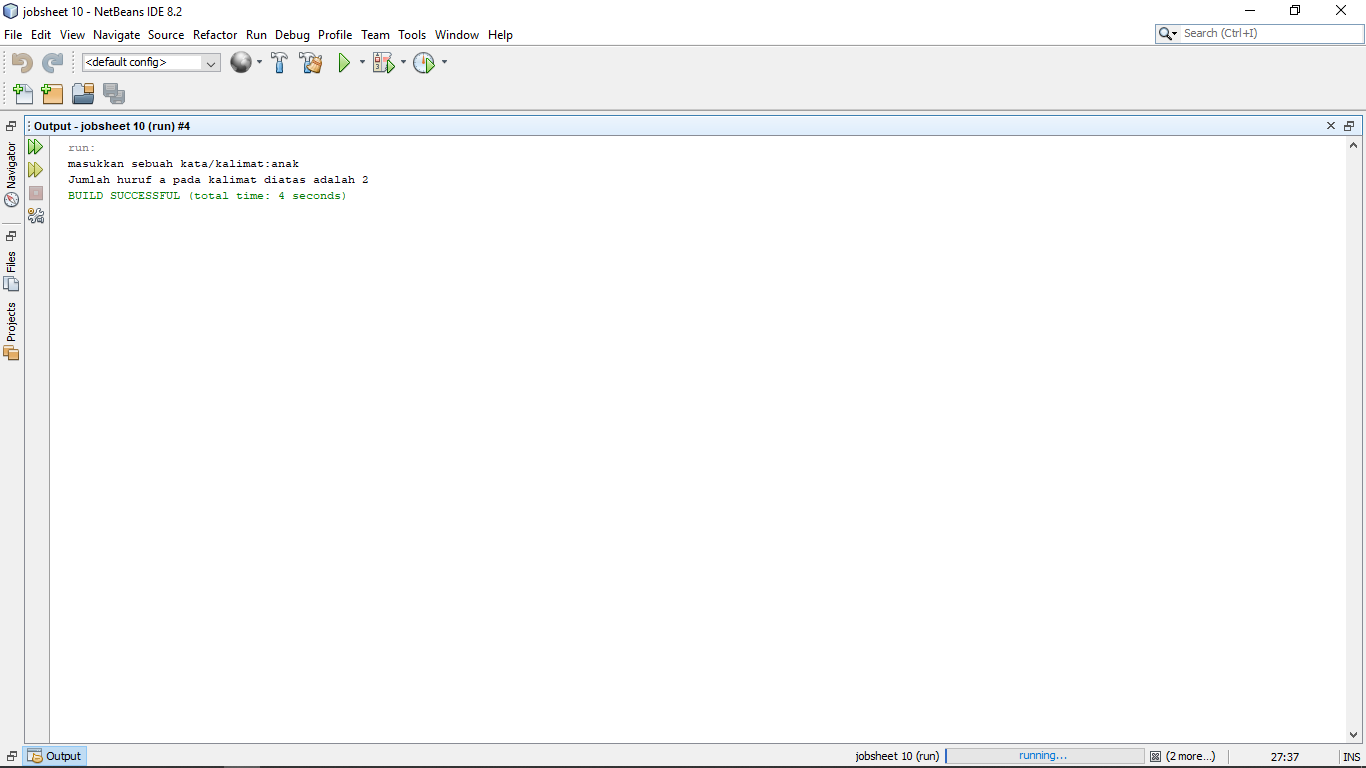 jobsheet 10 - NetBeans IDE 8.2
File Edit View Navigate Source Refactor Run Debug Profile Team Tools Window Help
Search (Ctrl+I)
<default config>
Output - jobsheet 10 (run) #4
Navigator
Files
Projects
run:
masukkan sebuah kata/kalimat:anak
Jumlah huruf a pada kalimat diatas adalah 2
BUILD SUCCESSFUL (total time: 4 seconds)
Output
jobsheet 10 (run)
running...
(2 more...)
27:37
INS